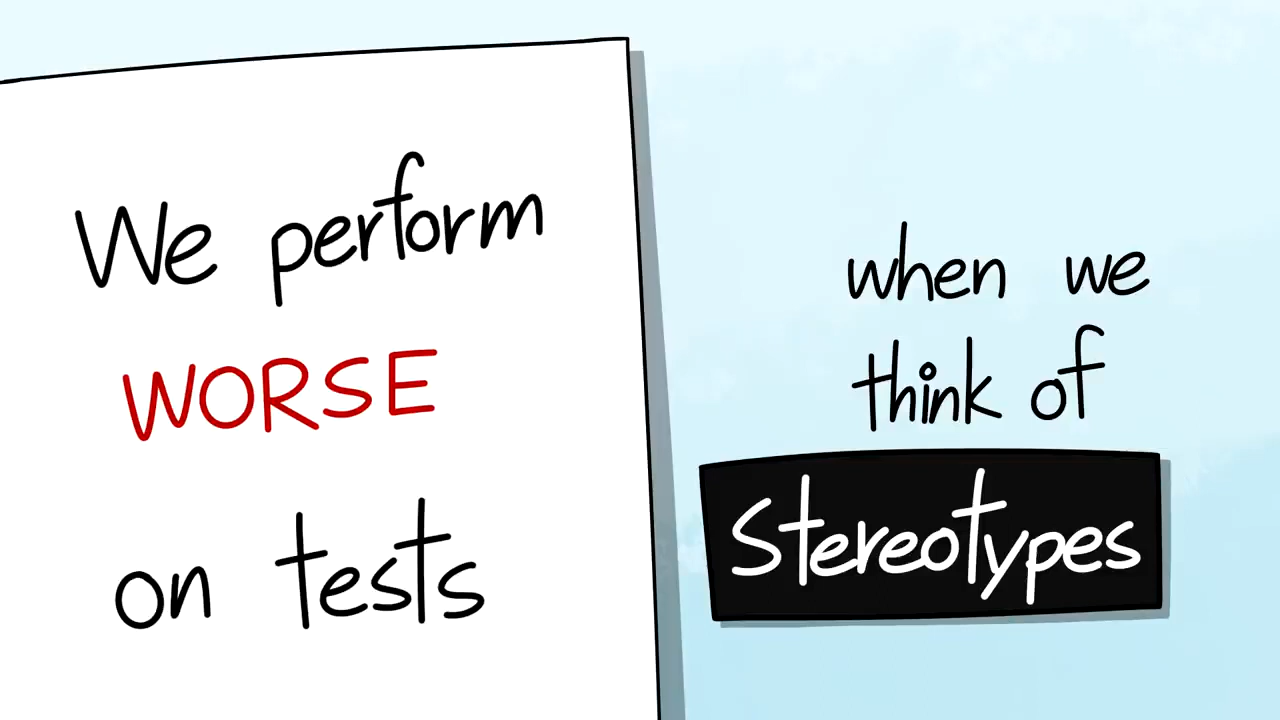 We perform
WORSE
on tests
when we
think of
Stereotypes